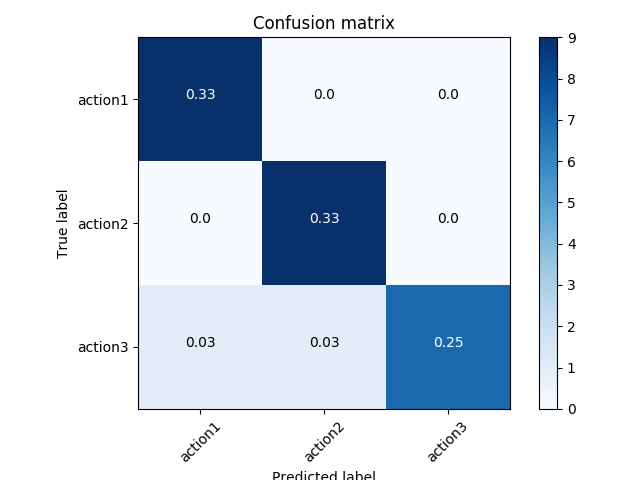 Confusion matrix
True label
action1
0.33 0.0 0.0
action2
0.0 0.33 0.0
action3
0.03 0.03 0.25
action1 action2 action3
Predicted label
9
8
7
6
5
4
3
2
1
0